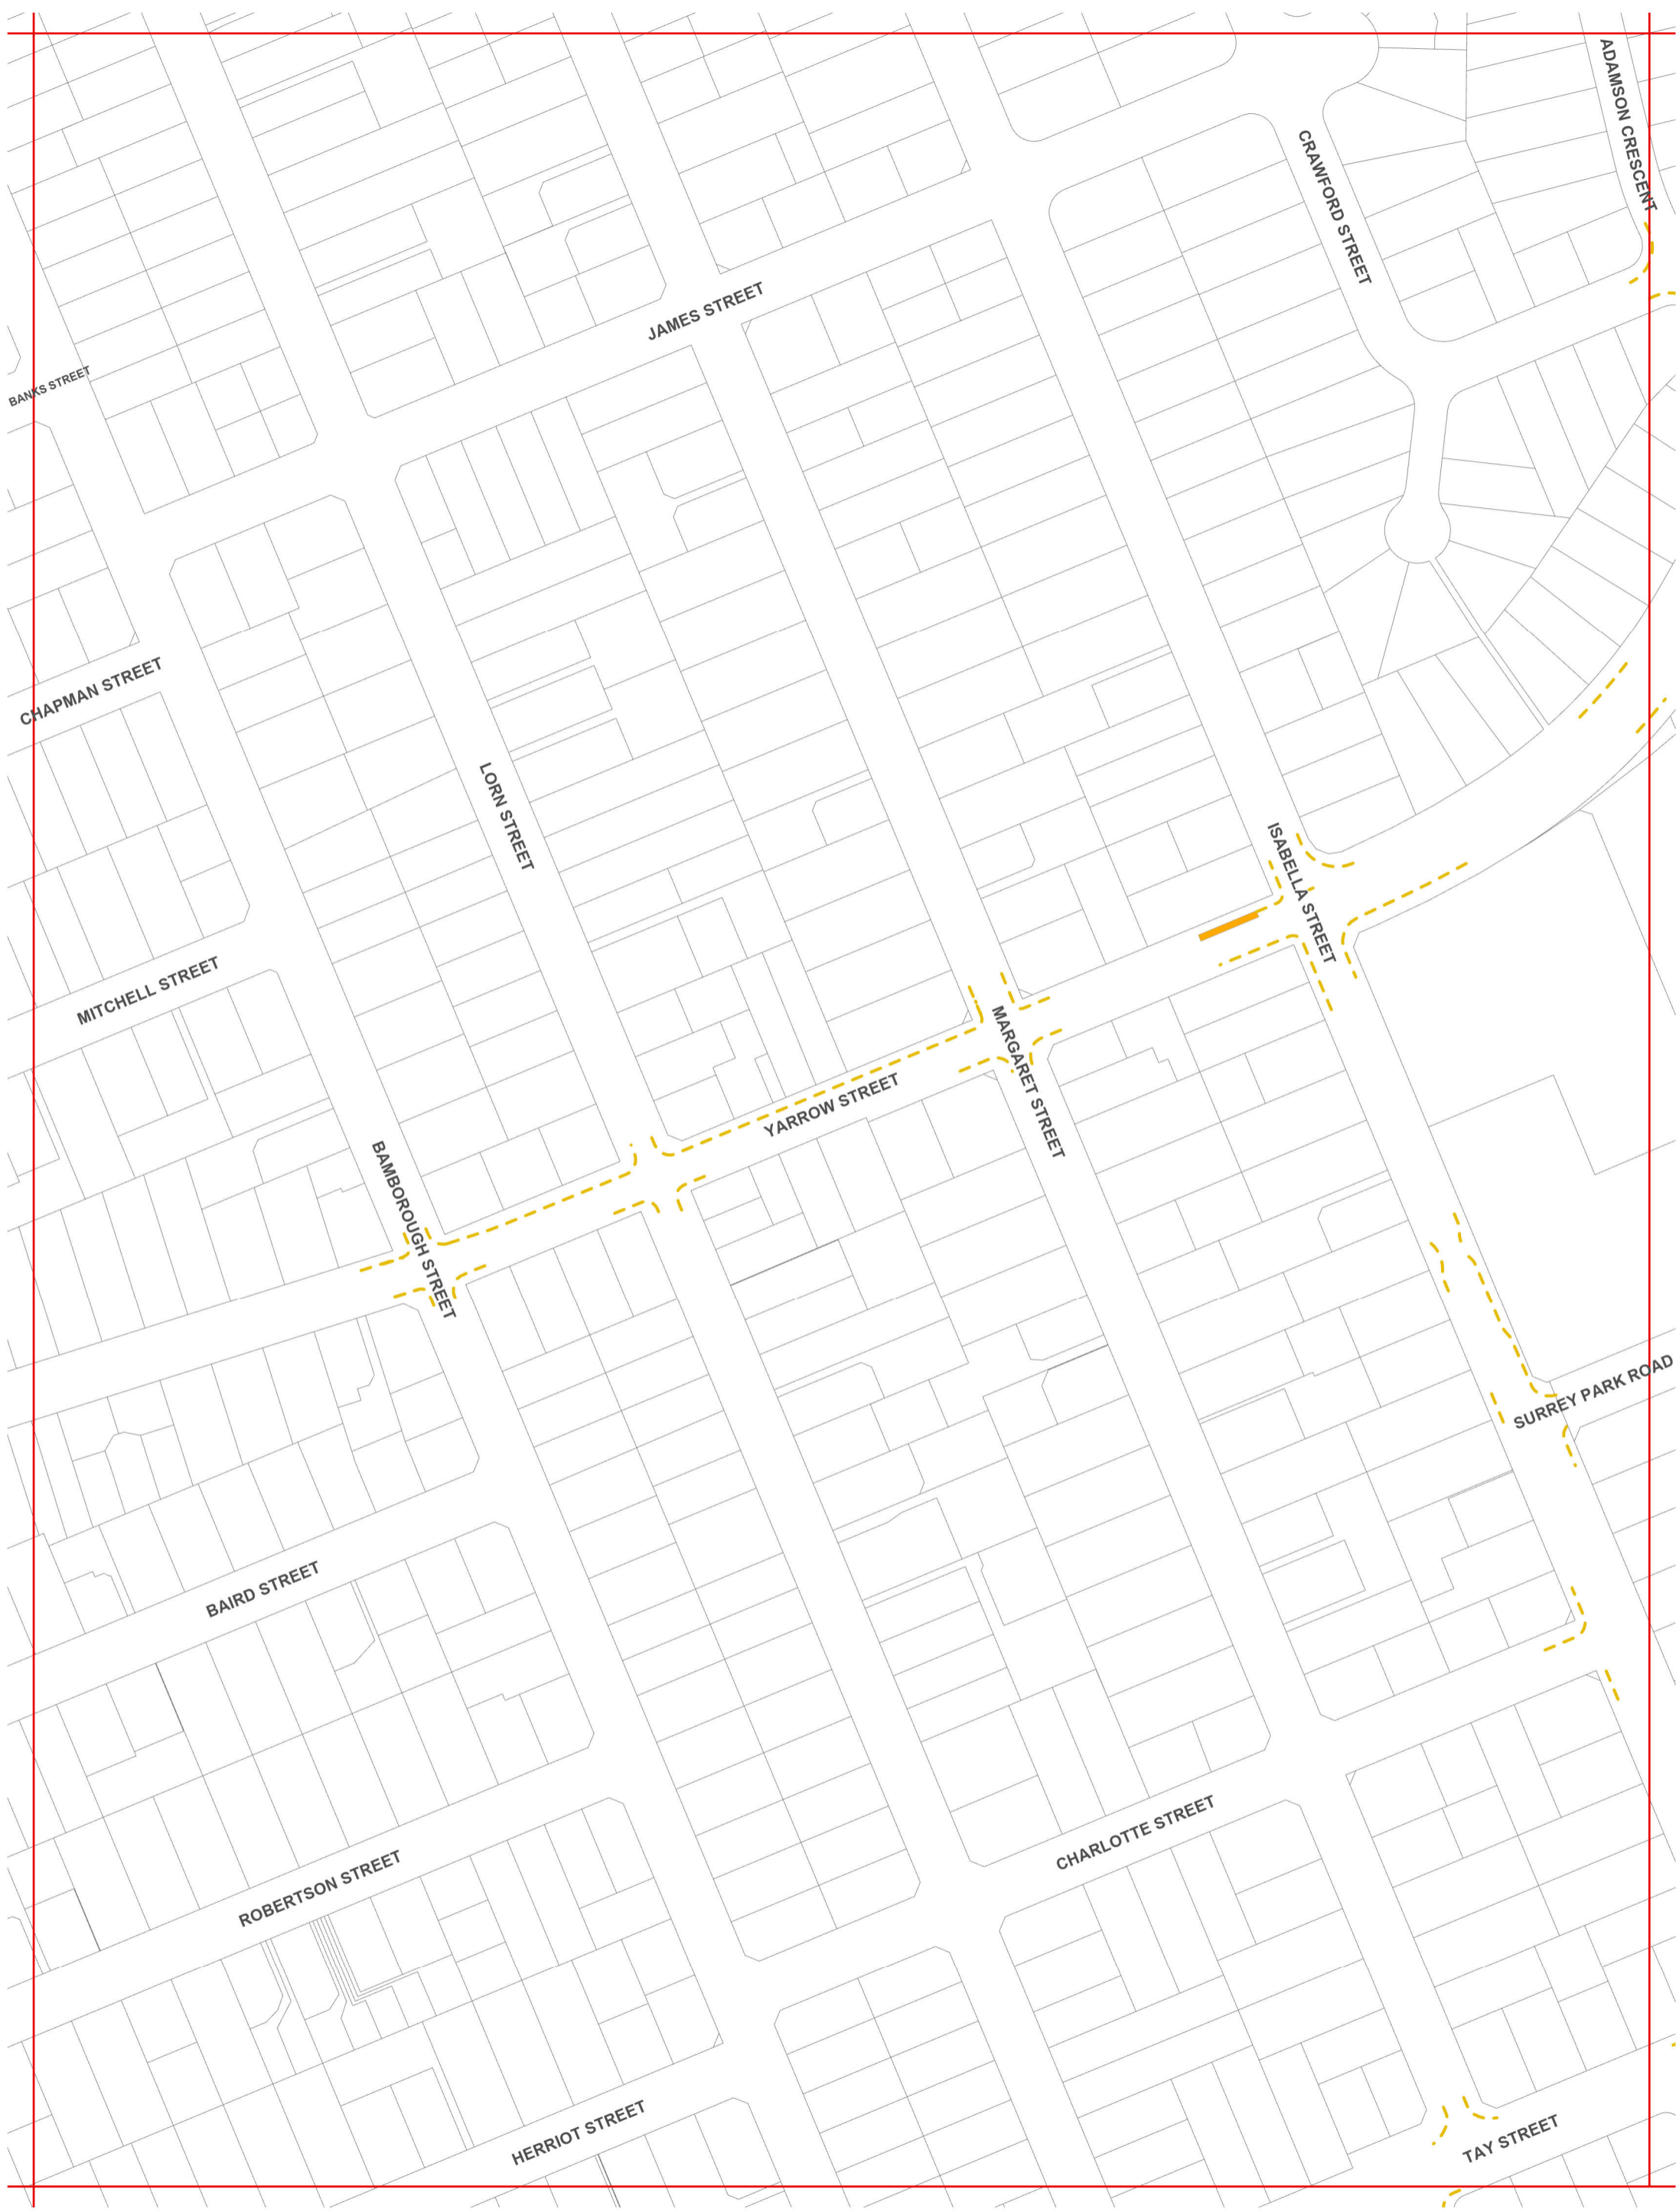 ADAMSON CRESCENT
CRAWFORD STREET
JAMES STREET
BANKS STREET
CHAPMAN STREET
LORN STREET
ISABELLA STREET
MITCHELL STREET
MARGARET STREET
YARROW STREET
BAMBOROUGH STREET
SURREY PARK ROAD
BAIRD STREET
CHARLOTTE STREET
ROBERTSON STREET
HERRIOT STREET
TAY STREET